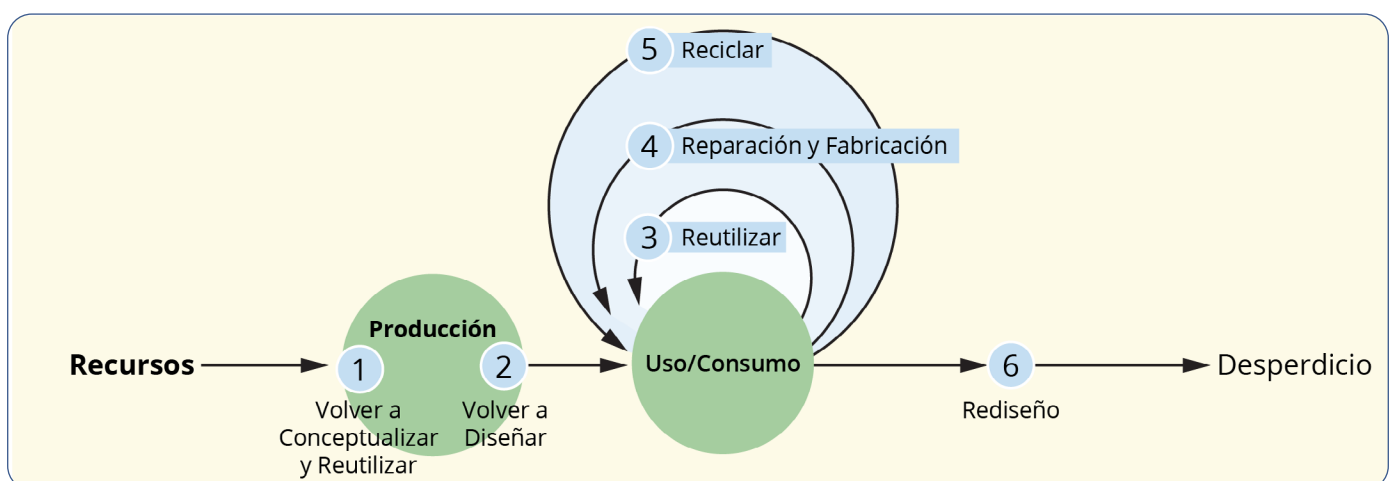 5 Reciclar
4 Reparación y Fabricación
3 Reutilizar
Producción
Recursos
1
2
Uso/Consumo
6
Desperdicio
Volver a
Conceptualizar
y Reutilizar
Volver a
Diseñar
Rediseño